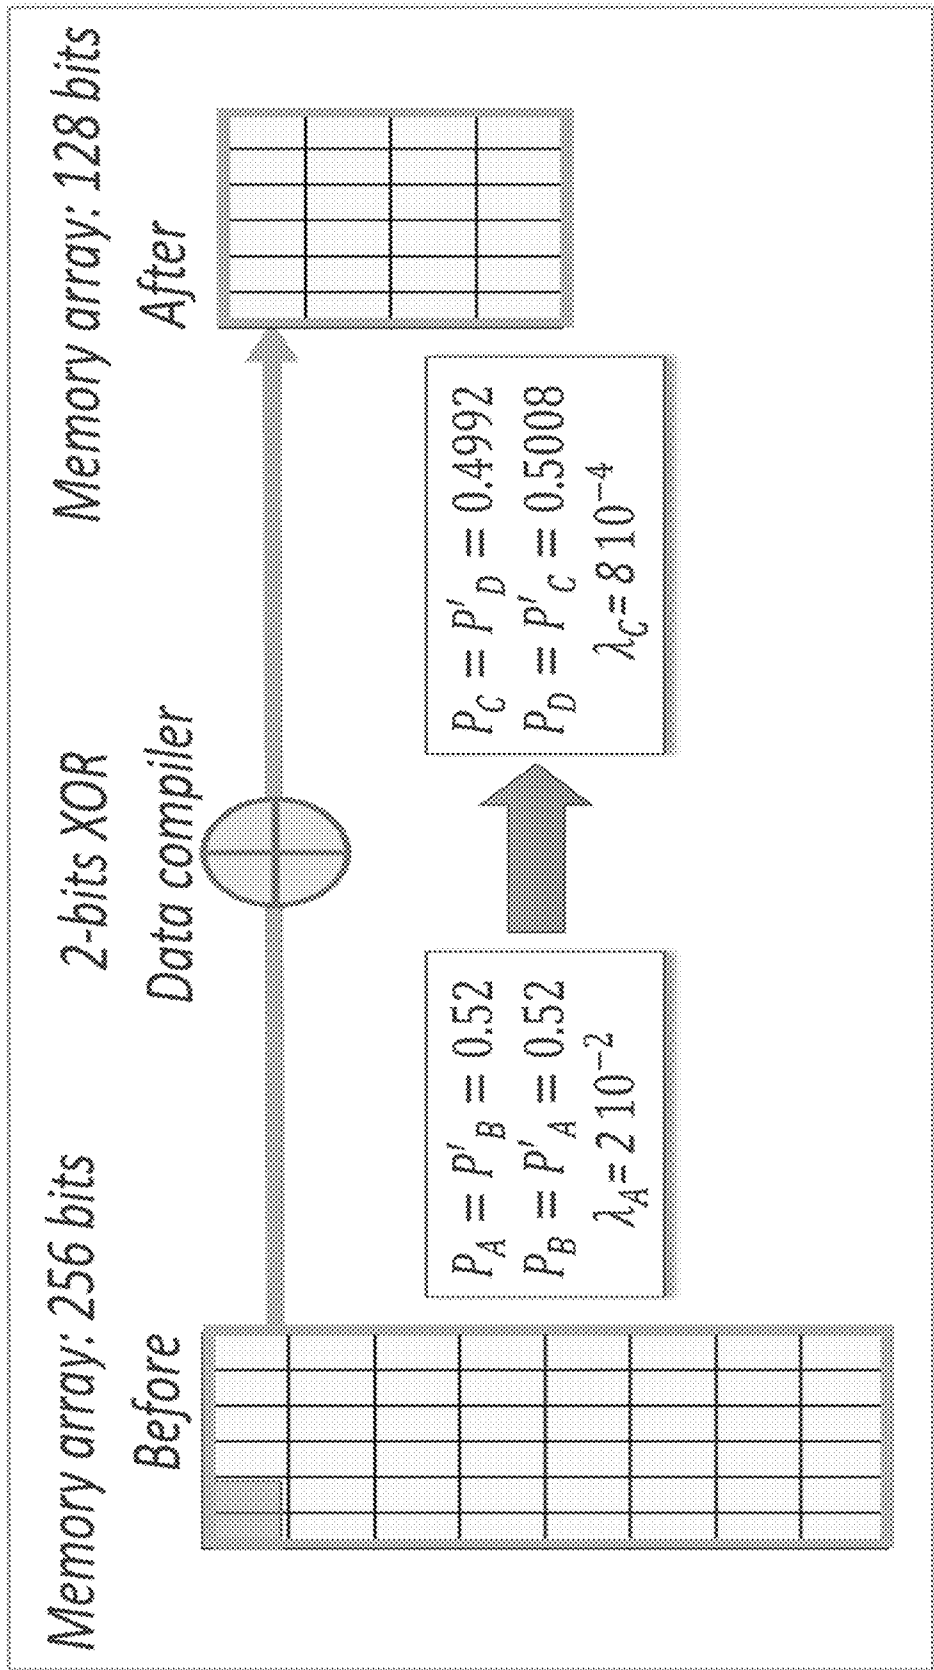 Memory array: 256 bits
2-bits XOR
Memory array: 128 bits
Before
Data compiler
After
P_A = P'_B = 0.52
P_B = P'_A = 0.52
λ_A= 2 10⁻²
P_C = P'_D = 0.4992
P_D = P'_C = 0.5008
λ_C= 8 10⁻⁴